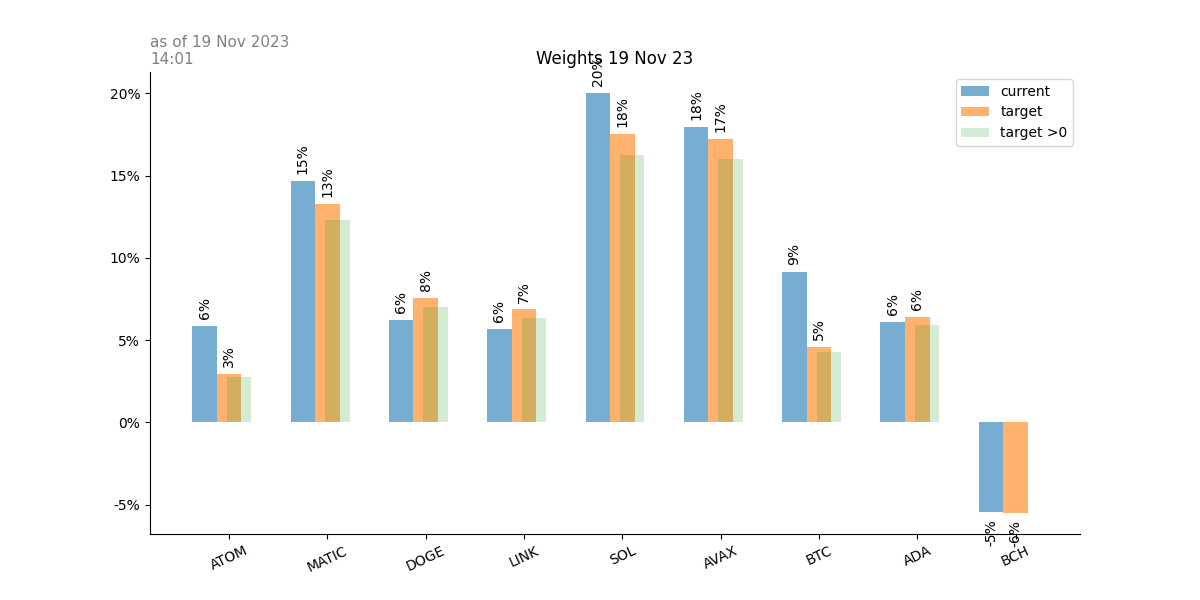 as of 19 Nov 2023
14:01
Weights 19 Nov 23
current
target
target >0
20%
15%
10%
5%
0%
-5%
6%
3%
15%
13%
6%
8%
6%
7%
20%
18%
18%
17%
9%
5%
6%
6%
-5%
-6%
ATOM
MATIC
DOGE
LINK
SOL
AVAX
BTC
ADA
BCH